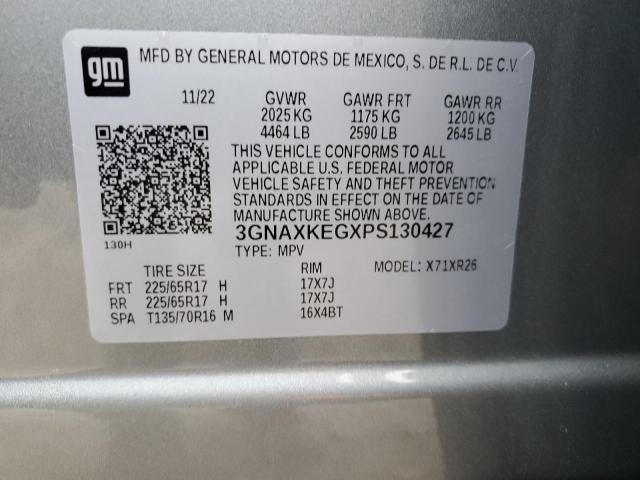 gm
MFD BY GENERAL MOTORS DE MEXICO, S. DE R.L. DE C.V.
11/22 GVWR GAWR FRT GAWR RR
2025 KG 1175 KG 1200 KG
4464 LB 2590 LB 2645 LB
THIS VEHICLE CONFORMS TO ALL
APPLICABLE U.S. FEDERAL MOTOR
VEHICLE SAFETY AND THEFT PREVENTION
STANDARDS IN EFFECT ON THE DATE OF
MANUFACTURE SHOWN ABOVE.
3GNAXKEGXPS130427
130H
TYPE: MPV MODEL: X71XR26
TIRE SIZE RIM
FRT 225/65R17 H 17X7J
RR 225/65R17 H 17X7J
SPA T135/70R16 M 16X4BT